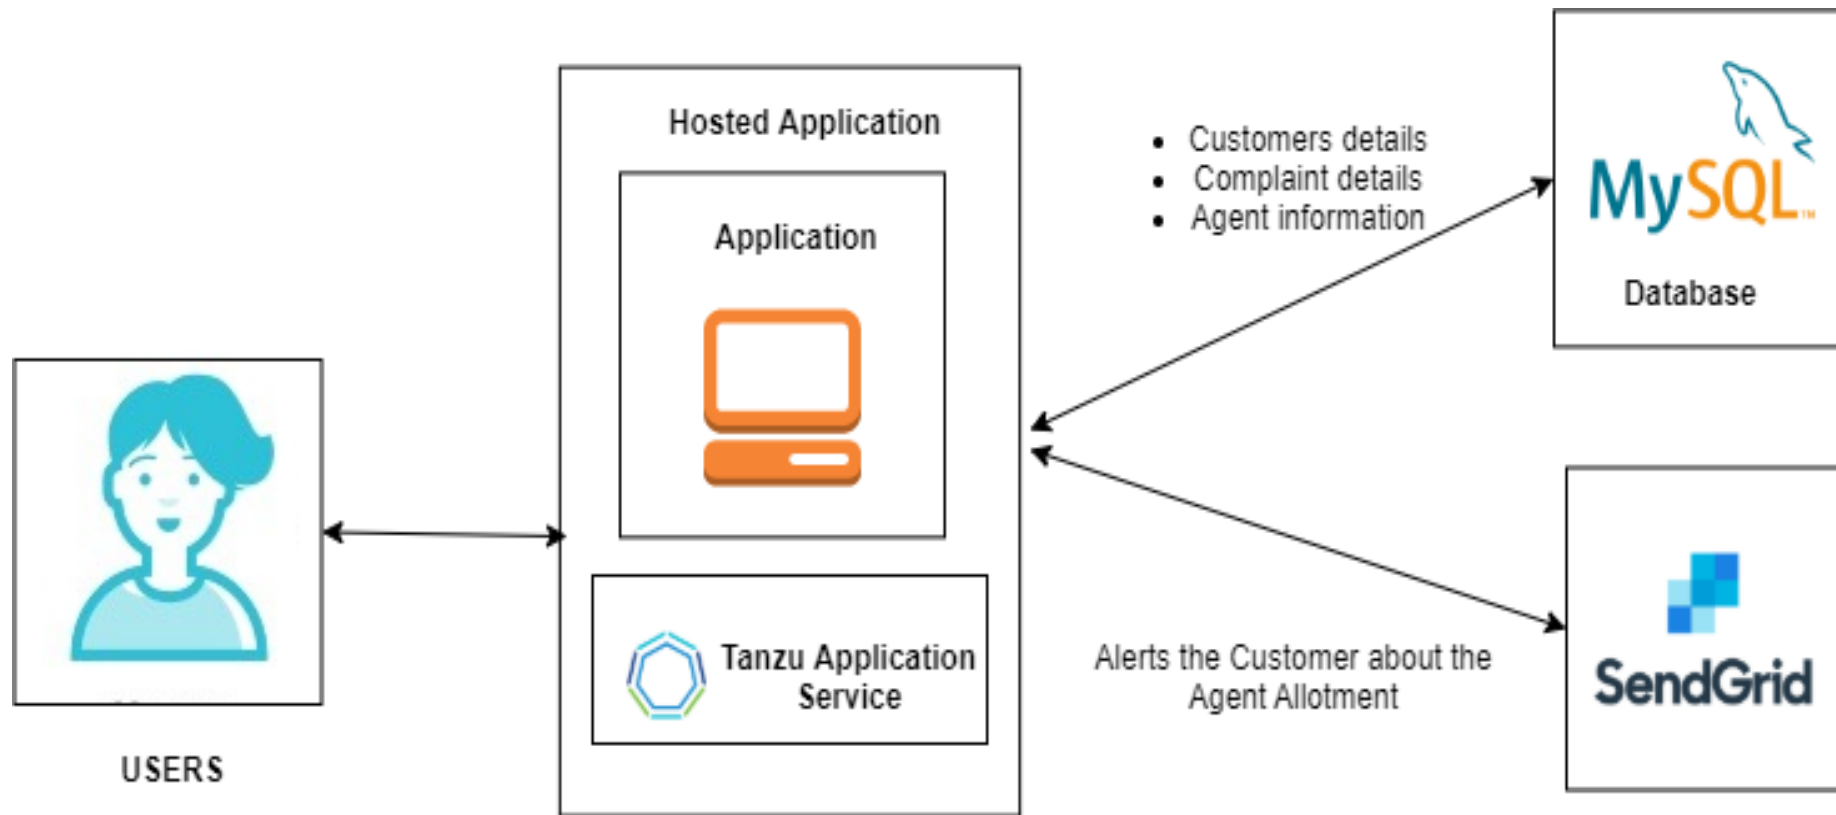 Hosted Application
Application
Tanzu Application
Service
USERS
• Customers details
• Complaint details
• Agent information
MySQL™
Database
Alerts the Customer about the
Agent Allotment
SendGrid